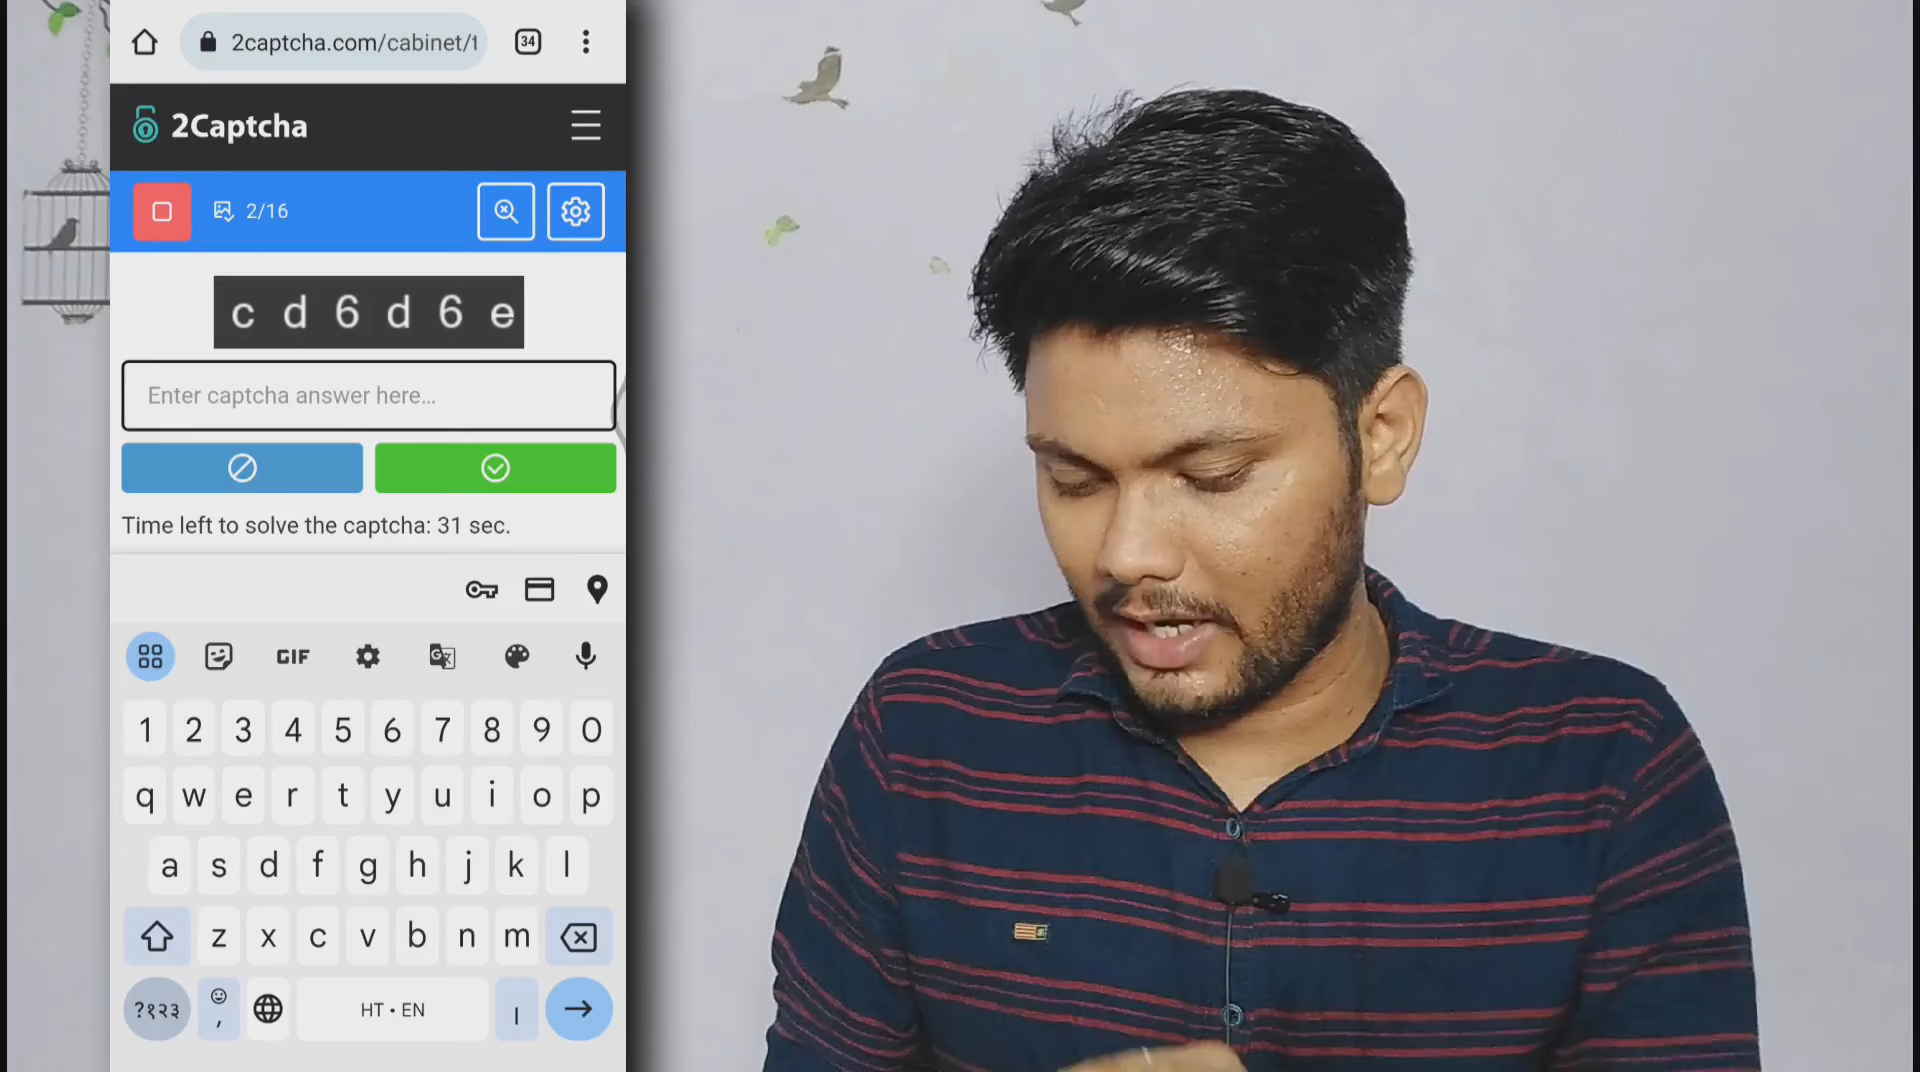 34
2captcha.com/cabinet/t
2Captcha
2/16
c d 6 d 6 e
Enter captcha answer here...
Time left to solve the captcha: 31 sec.
GIF
1 2 3 4 5 6 7 8 9 0
q w e r t y u i o p
a s d f g h j k l
z x c v b n m
?१२३ , HT • EN ।